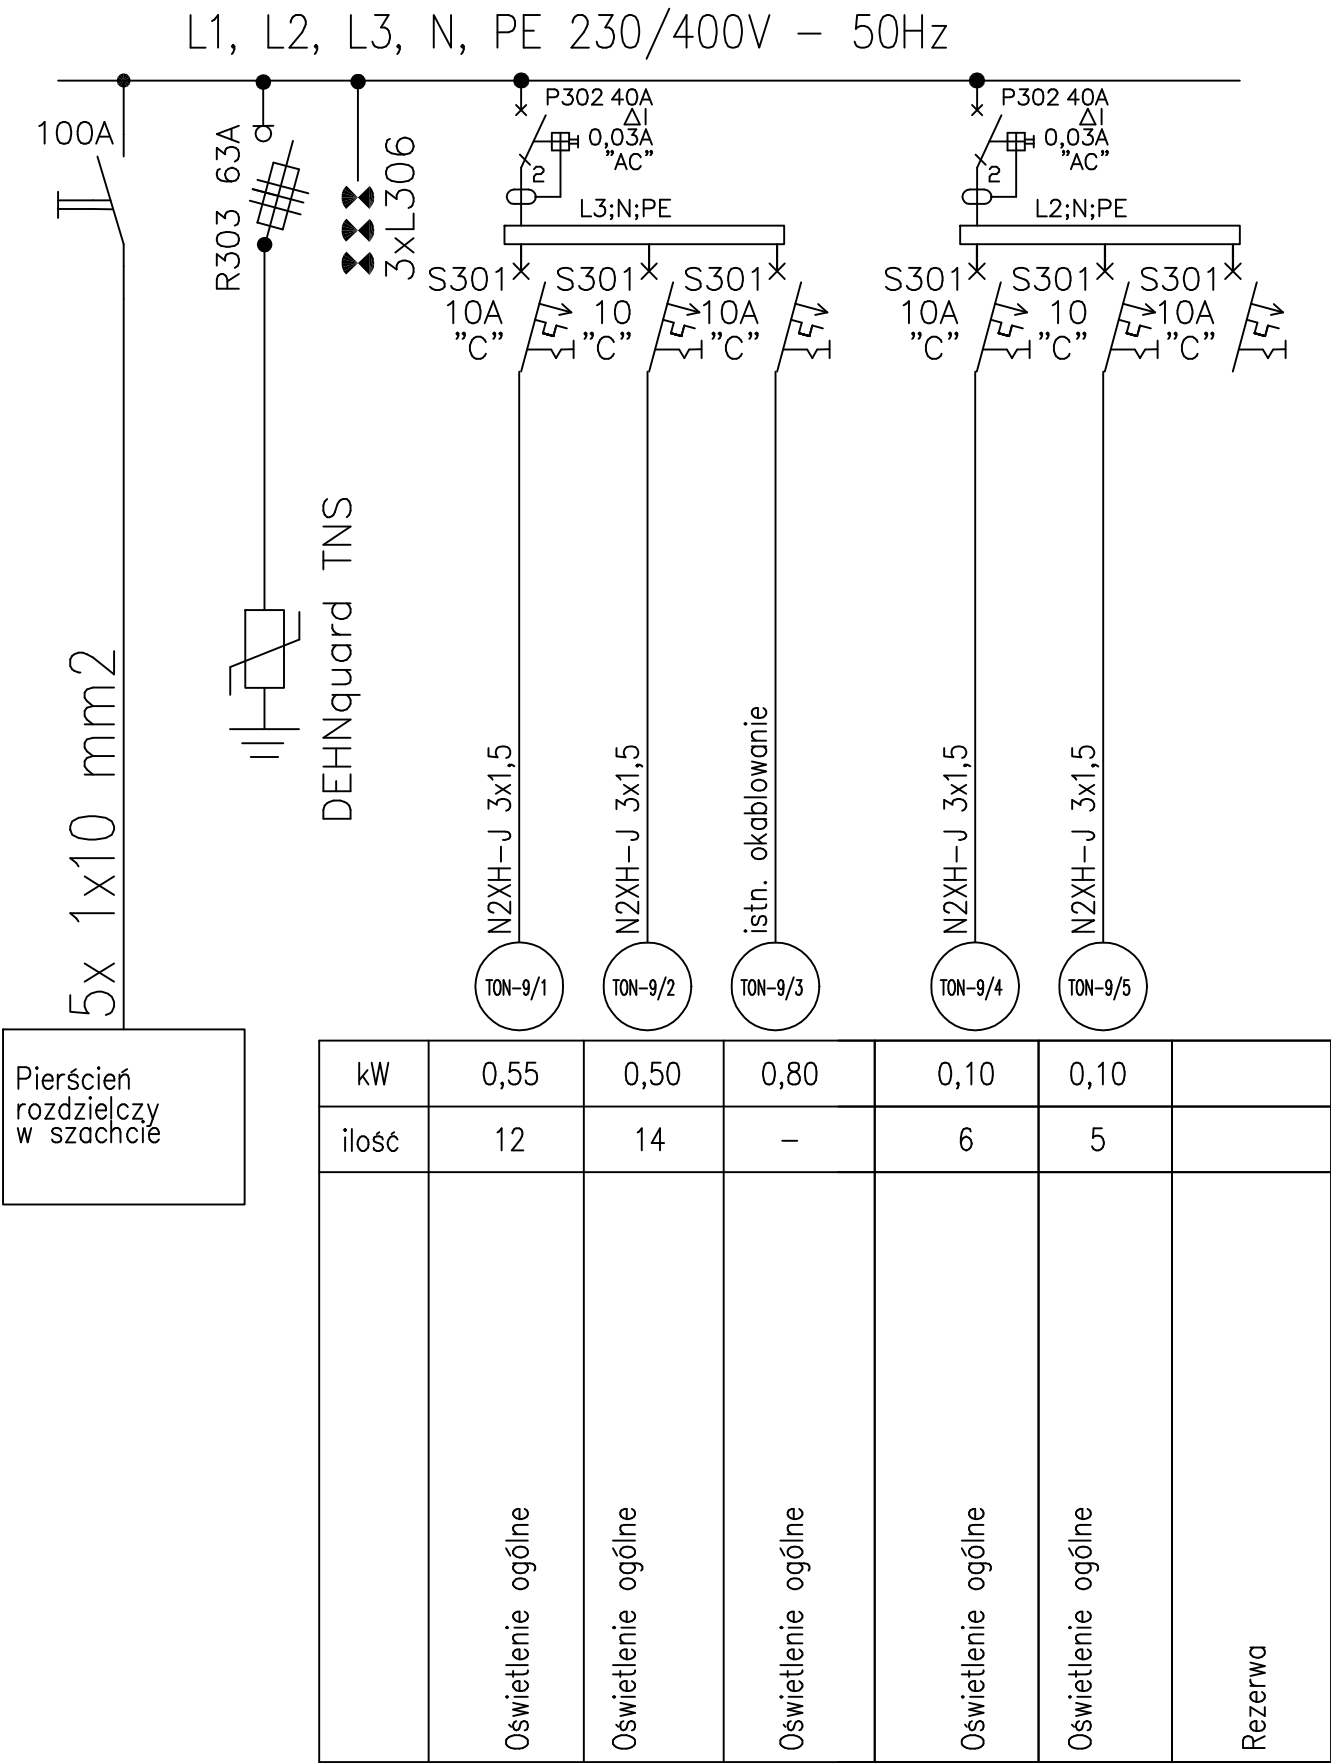 L1, L2, L3, N, PE 230/400V – 50Hz
100A
5x 1x10 mm2
Pierścień
rozdzielczy
w szachcie
R303 63A
DEHNquard TNS
3xL306
P302 40A
ΔI
0,03A
"AC"
2
L3;N;PE
S301
10A
"C"
S301
10
"C"
S301
10A
"C"
P302 40A
ΔI
0,03A
"AC"
2
L2;N;PE
S301
10A
"C"
S301
10
"C"
S301
10A
"C"
N2XH–J 3x1,5
N2XH–J 3x1,5
istn. okablowanie
N2XH–J 3x1,5
N2XH–J 3x1,5
TON–9/1
TON–9/2
TON–9/3
TON–9/4
TON–9/5
kW 0,55 0,50 0,80 0,10 0,10
ilość 12 14 – 6 5
Oświetlenie ogólne
Oświetlenie ogólne
Oświetlenie ogólne
Oświetlenie ogólne
Oświetlenie ogólne
Rezerwa